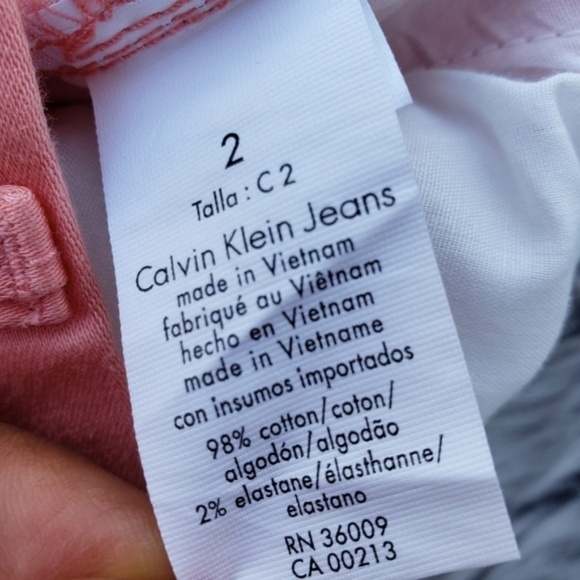 2
Talla : C 2
Calvin Klein Jeans
made in Vietnam
fabriqué au Viêtnam
hecho en Vietnam
made in Vietname
con insumos importados
98% cotton/coton/
algodón/algodão
2% elastane/élasthanne/
elastano
RN 36009
CA 00213